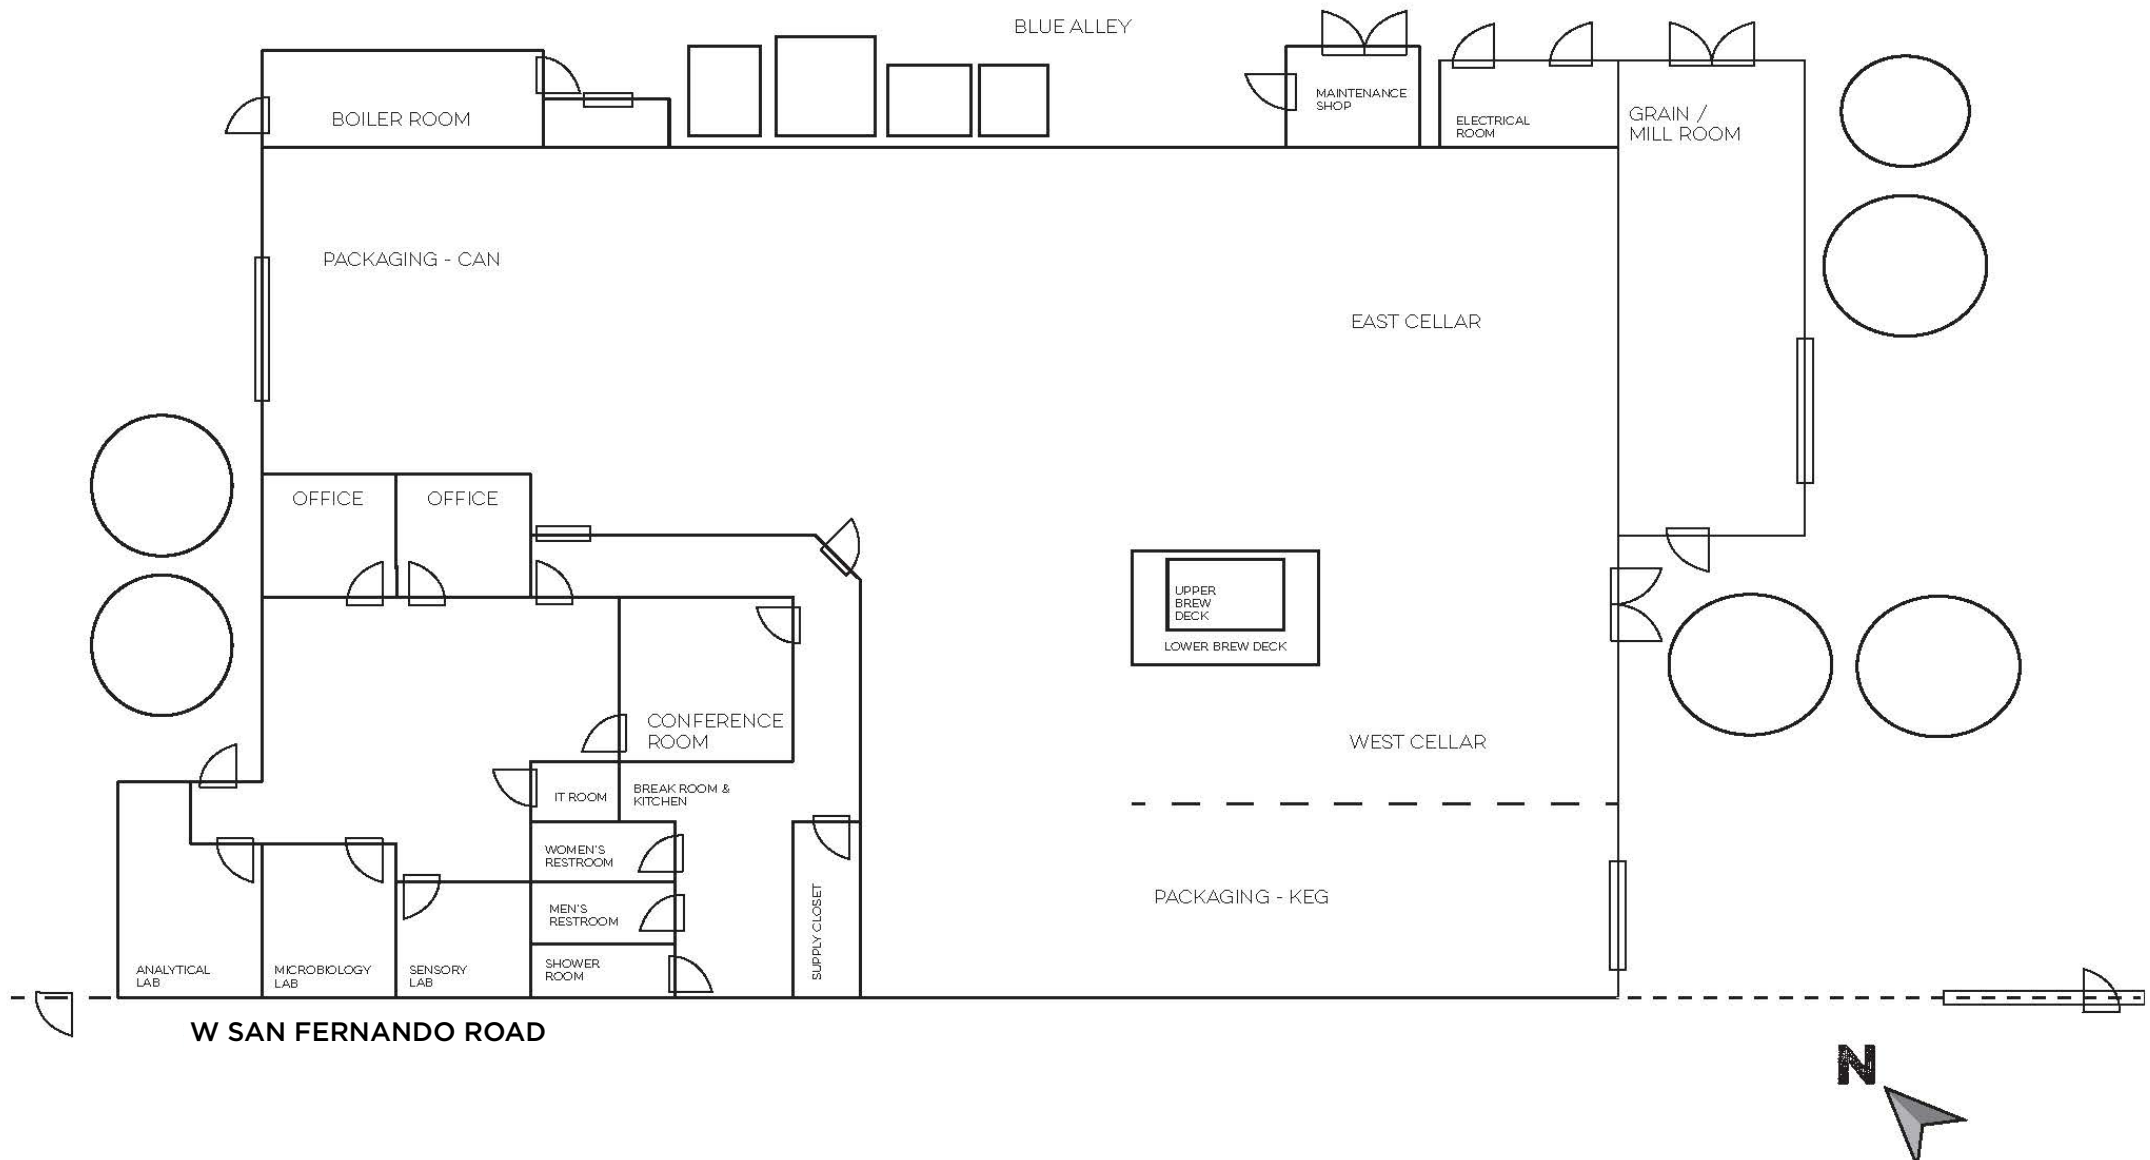 BLUE ALLEY
BOILER ROOM
MAINTENANCE
SHOP
ELECTRICAL
ROOM
GRAIN /
MILL ROOM
PACKAGING - CAN
EAST CELLAR
OFFICE
OFFICE
UPPER
BREW
DECK
LOWER BREW DECK
CONFERENCE
ROOM
WEST CELLAR
IT ROOM
BREAK ROOM &
KITCHEN
WOMEN'S
RESTROOM
MEN'S
RESTROOM
SUPPLY CLOSET
PACKAGING - KEG
ANALYTICAL
LAB
MICROBIOLOGY
LAB
SENSORY
LAB
SHOWER
ROOM
W SAN FERNANDO ROAD
N